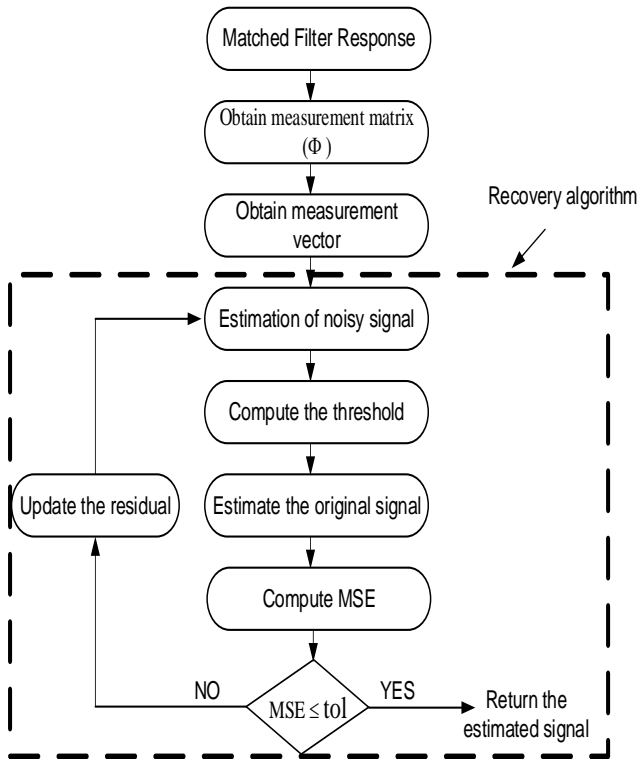 Matched Filter Response
Obtain measurement matrix
(Φ)
Obtain measurement
vector
Recovery algorithm
Estimation of noisy signal
Compute the threshold
Update the residual
Estimate the original signal
Compute MSE
NO
MSE ≤ tol
YES
Return the
estimated signal